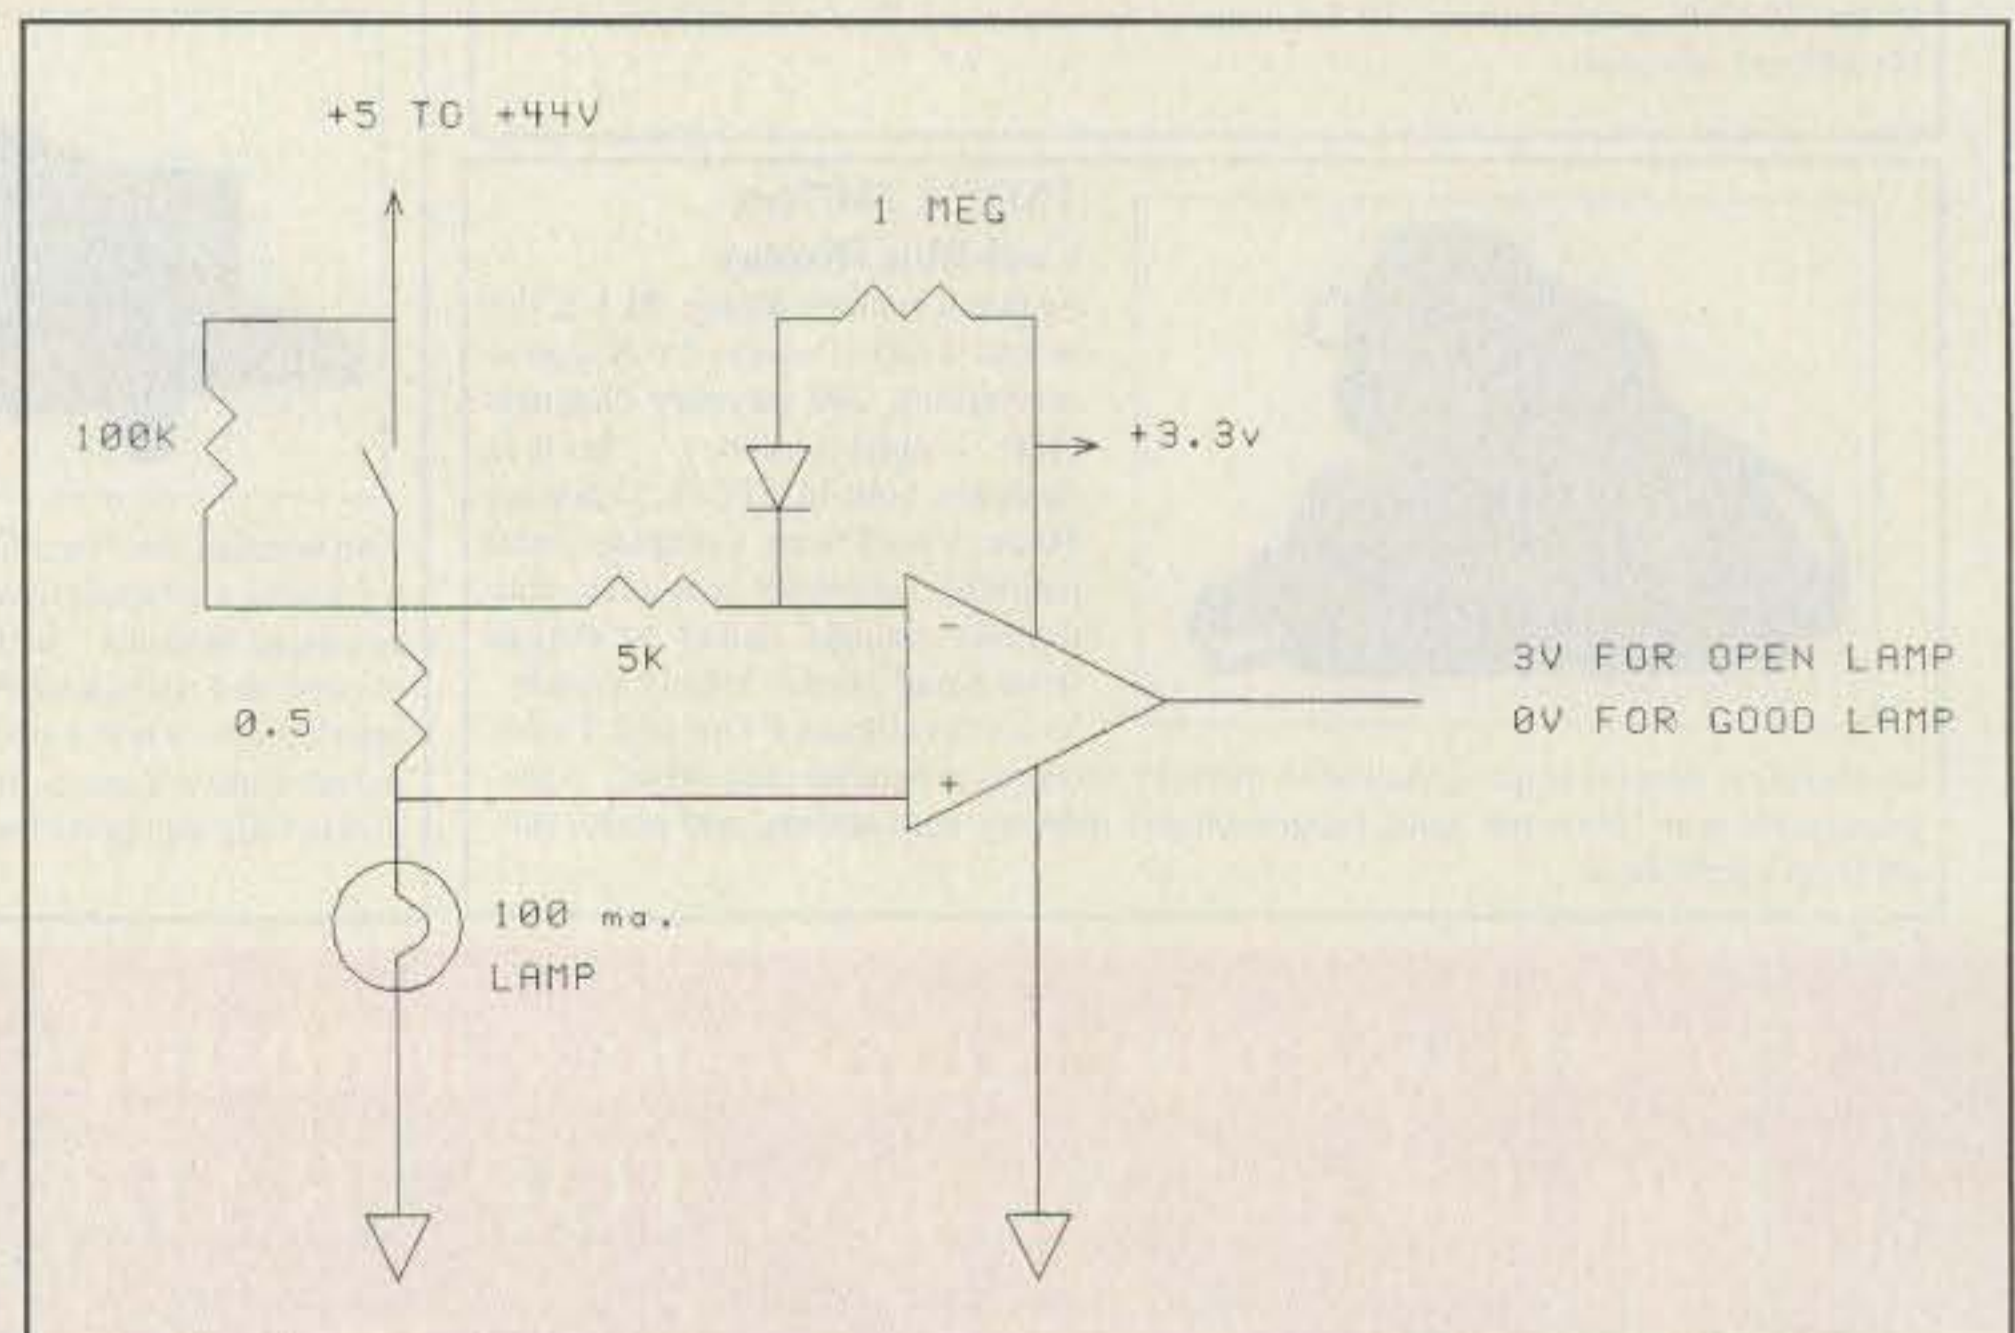 +5 TO +44V
1 MEG
100K
+3.3v
-
5K
3V FOR OPEN LAMP
0.5
0V FOR GOOD LAMP
+
100 ma.
LAMP